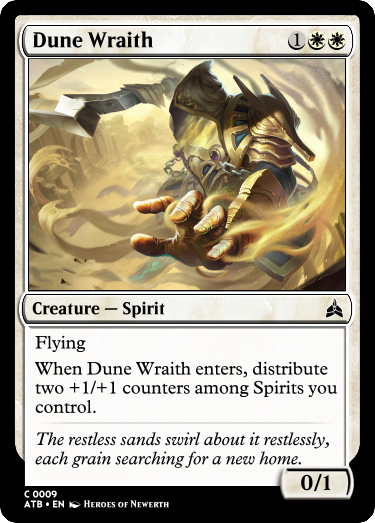 Dune Wraith 1
Creature — Spirit
Flying
When Dune Wraith enters, distribute
two +1/+1 counters among Spirits you
control.
The restless sands swirl about it restlessly,
each grain searching for a new home.
0/1
C 0009
ATB • EN Heroes of Newerth